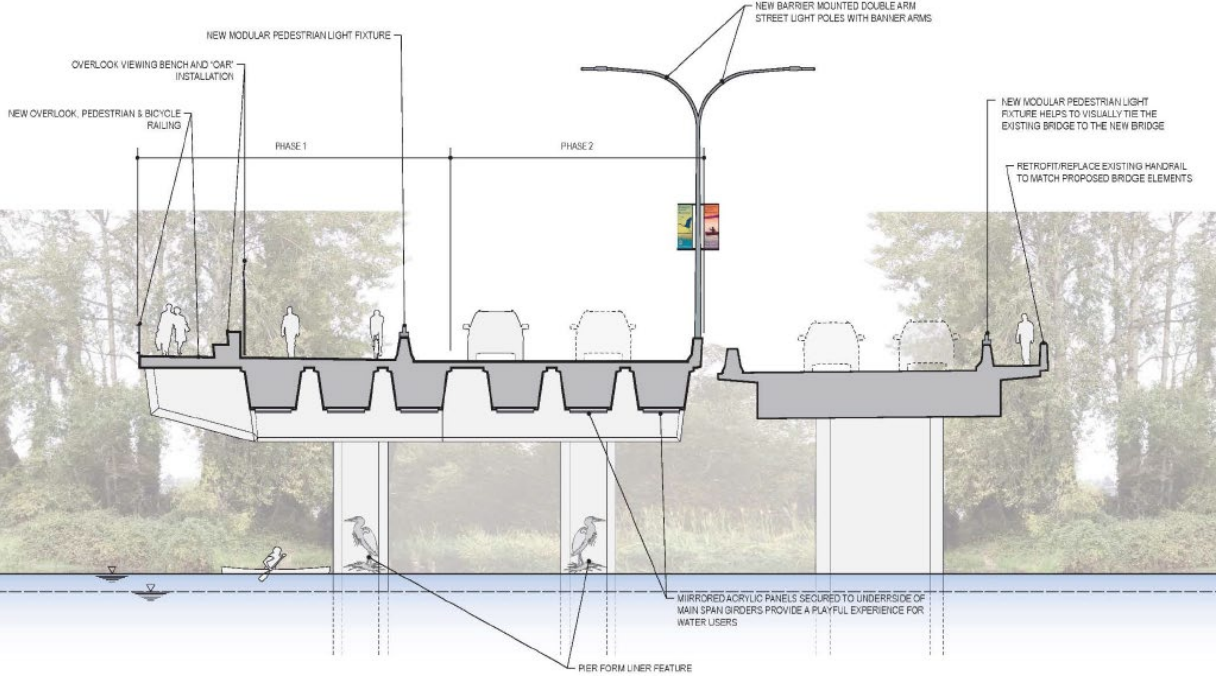 NEW BARRIER MOUNTED DOUBLE ARM
STREET LIGHT POLES WITH BANNER ARMS
NEW MODULAR PEDESTRIAN LIGHT FIXTURE
OVERLOOK VIEWING BENCH AND "OAR"
INSTALLATION
NEW OVERLOOK, PEDESTRIAN & BICYCLE
RAILING
NEW MODULAR PEDESTRIAN LIGHT
FIXTURE HELPS TO VISUALLY TIE THE
EXISTING BRIDGE TO THE NEW BRIDGE
PHASE 1
PHASE 2
RETROFIT/REPLACE EXISTING HANDRAIL
TO MATCH PROPOSED BRIDGE ELEMENTS
MIIRRORED ACRYLIC PANELS SECURED TO UNDERRSIDE OF
MAIN SPAN GIRDERS PROVIDE A PLAYFUL EXPERIENCE FOR
WATER USERS
PIER FORM LINER FEATURE